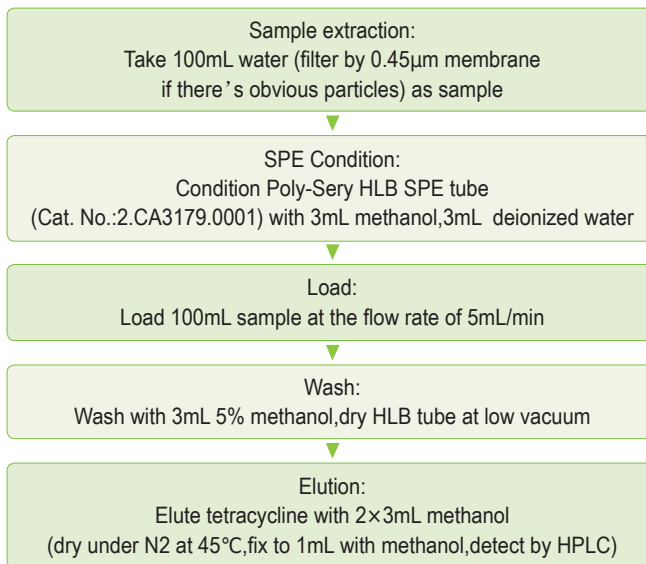 Sample extraction:
Take 100mL water (filter by 0.45μm membrane
if there’s obvious particles) as sample
SPE Condition:
Condition Poly-Sery HLB SPE tube
(Cat. No.:2.CA3179.0001) with 3mL methanol,3mL deionized water
Load:
Load 100mL sample at the flow rate of 5mL/min
Wash:
Wash with 3mL 5% methanol,dry HLB tube at low vacuum
Elution:
Elute tetracycline with 2×3mL methanol
(dry under N2 at 45℃,fix to 1mL with methanol,detect by HPLC)